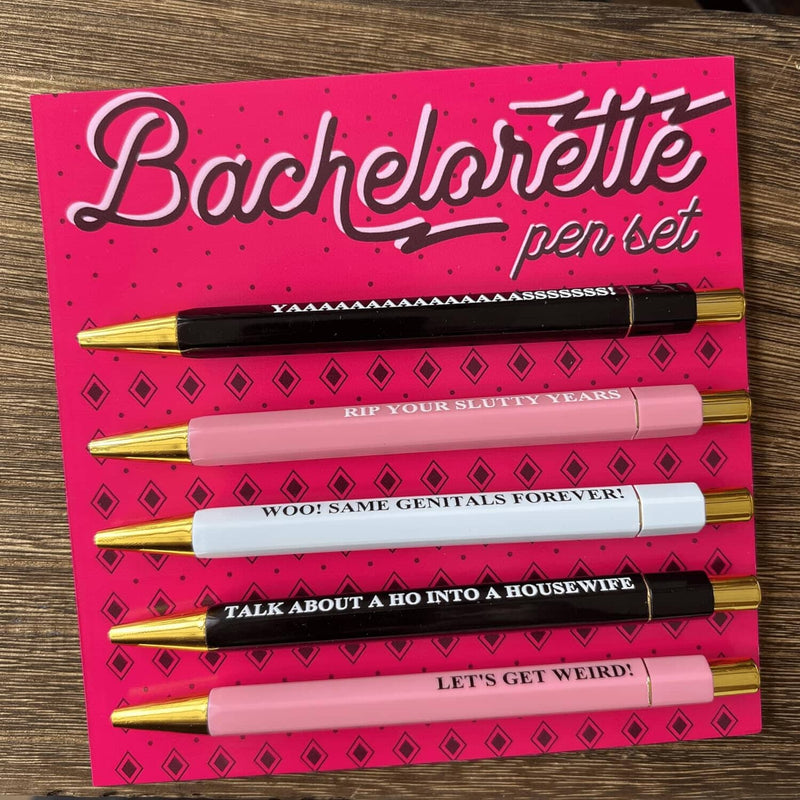 Bachelorette
pen set
YAAAAAAAAAAAAAAAASSSSSSS!
RIP YOUR SLUTTY YEARS
WOO! SAME GENITALS FOREVER!
TALK ABOUT A HO INTO A HOUSEWIFE
LET'S GET WEIRD!